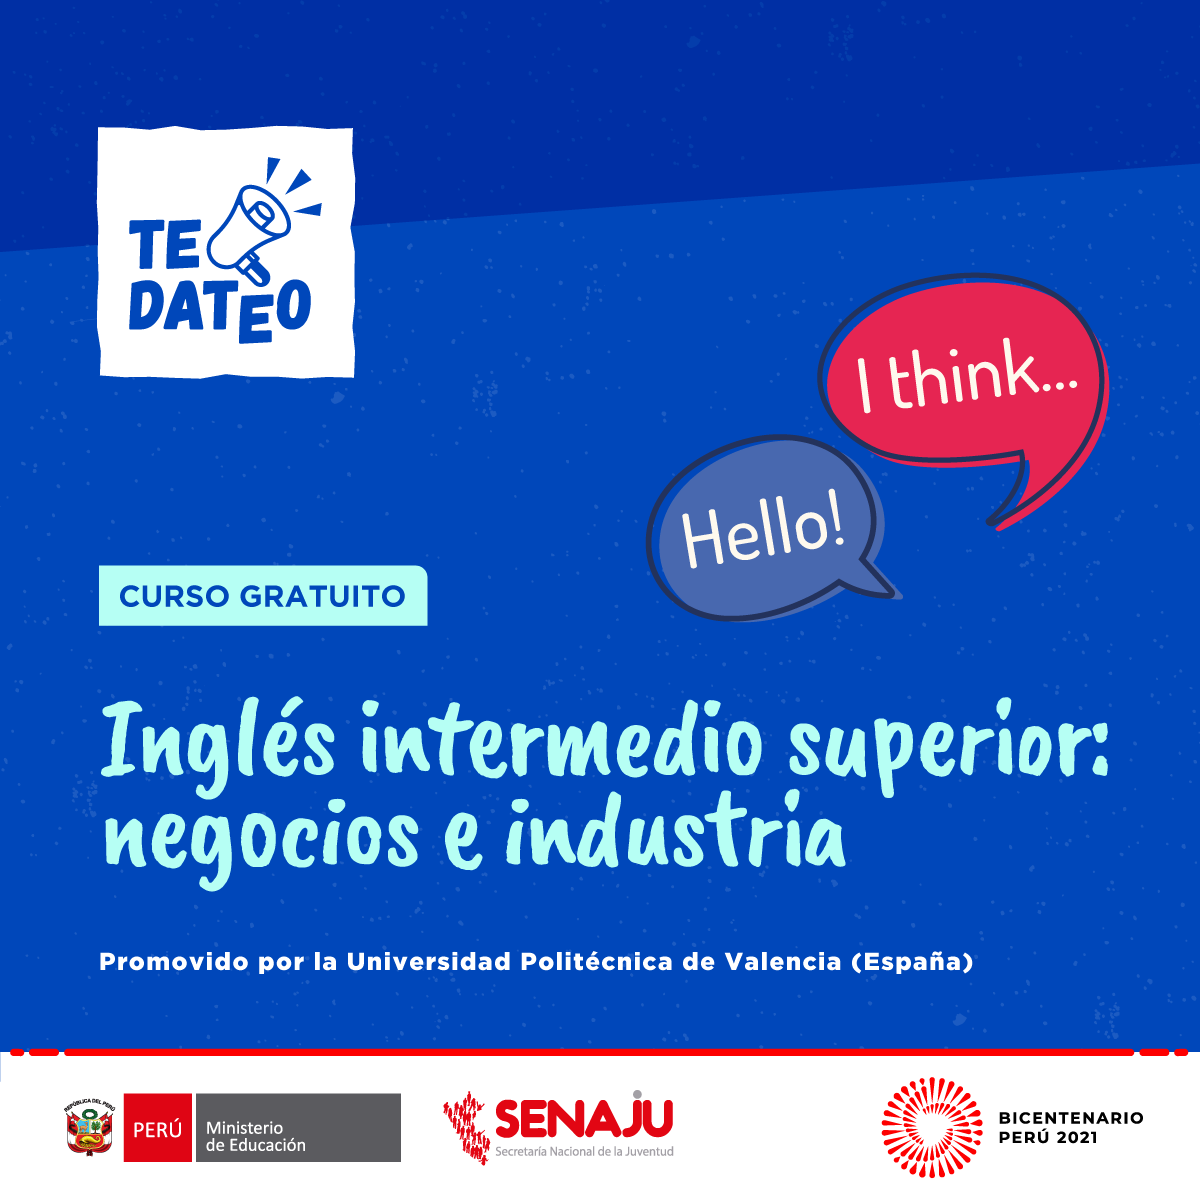 TE
DATEO
I think...
Hello!
CURSO GRATUITO
Inglés intermedio superior:
negocios e industria
Promovido por la Universidad Politécnica de Valencia (España)
REPÚBLICA DEL PERÚ
PERÚ
Ministerio
de Educación
SENAJU
Secretaría Nacional de la Juventud
BICENTENARIO
PERÚ 2021